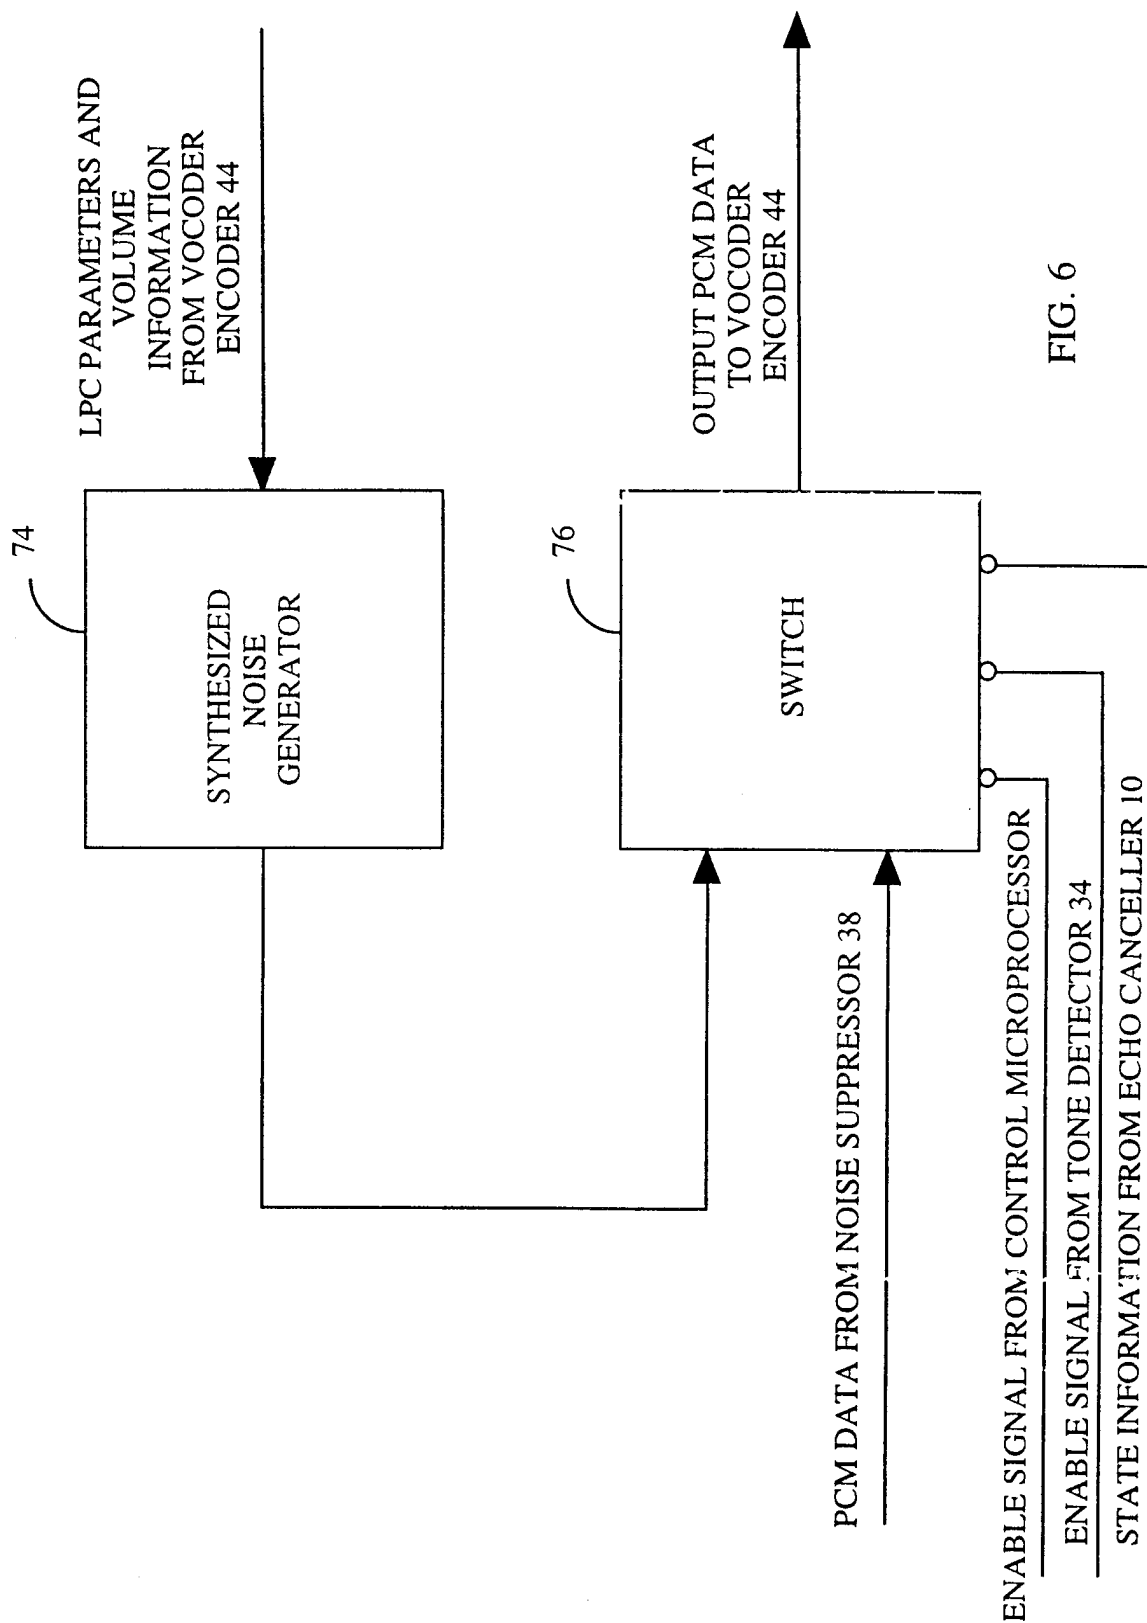 LPC PARAMETERS AND
VOLUME
INFORMATION
FROM VOCODER
ENCODER 44
74
SYNTHESIZED
NOISE
GENERATOR
OUTPUT PCM DATA
TO VOCODER
ENCODER 44
76
SWITCH
PCM DATA FROM NOISE SUPPRESSOR 38
ENABLE SIGNAL FROM CONTROL MICROPROCESSOR
ENABLE SIGNAL FROM TONE DETECTOR 34
STATE INFORMATION FROM ECHO CANCELLER 10
FIG. 6